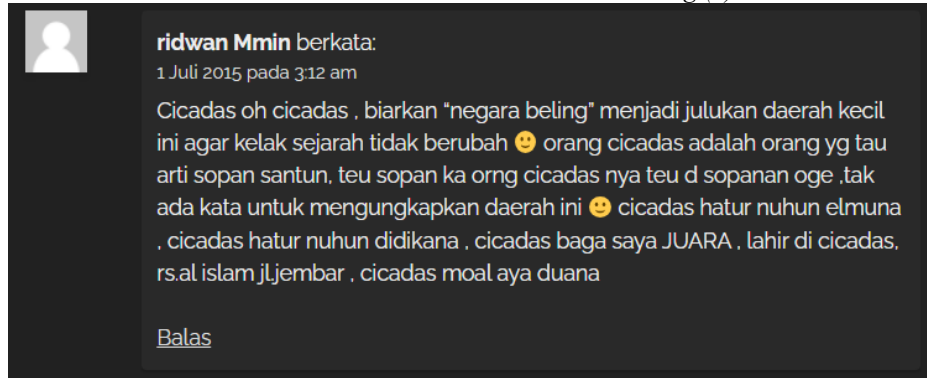 ridwan Mmin berkata:
1 Juli 2015 pada 3:12 am
Cicadas oh cicadas , biarkan “negara beling” menjadi julukan daerah kecil
ini agar kelak sejarah tidak berubah 🙂 orang cicadas adalah orang yg tau
arti sopan santun, teu sopan ka orng cicadas nya teu d sopanan oge ,tak
ada kata untuk mengungkapkan daerah ini 🙂 cicadas hatur nuhun elmuna
, cicadas hatur nuhun didikana , cicadas baga saya JUARA , lahir di cicadas,
rs.al islam jl.jembar , cicadas moal aya duana
Balas